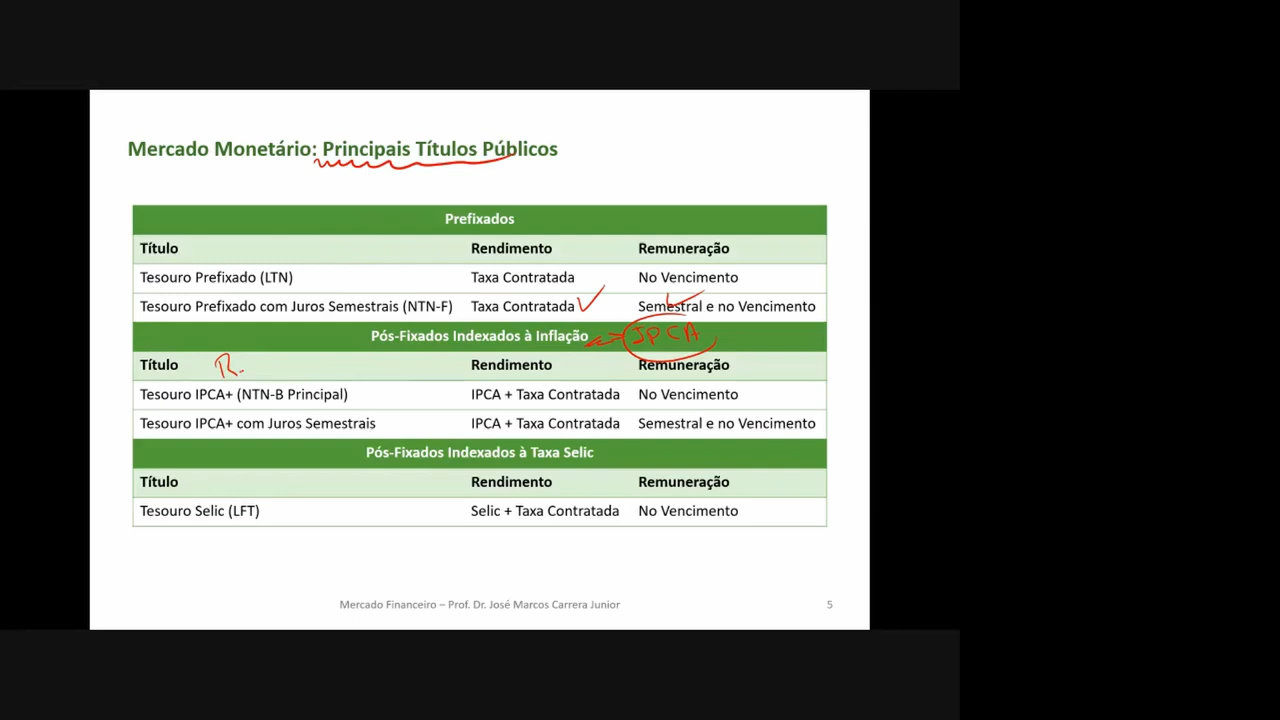 Mercado Monetário: Principais Títulos Públicos
Prefixados
Título Rendimento Remuneração
Tesouro Prefixado (LTN) Taxa Contratada No Vencimento
Tesouro Prefixado com Juros Semestrais (NTN-F) Taxa Contratada Semestral e no Vencimento
Pós-Fixados Indexados à Inflação IPCA
Título R. Rendimento Remuneração
Tesouro IPCA+ (NTN-B Principal) IPCA + Taxa Contratada No Vencimento
Tesouro IPCA+ com Juros Semestrais IPCA + Taxa Contratada Semestral e no Vencimento
Pós-Fixados Indexados à Taxa Selic
Título Rendimento Remuneração
Tesouro Selic (LFT) Selic + Taxa Contratada No Vencimento
Mercado Financeiro – Prof. Dr. José Marcos Carrera Junior 5